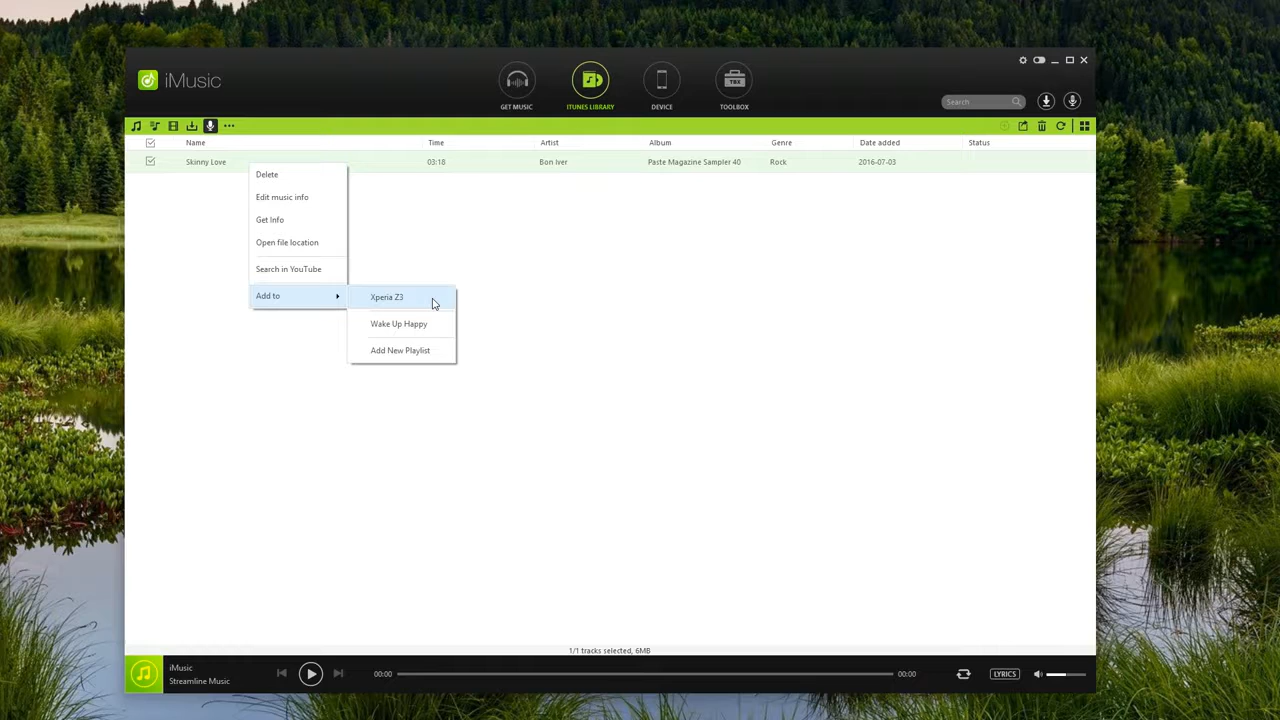 iMusic
GET MUSIC
ITUNES LIBRARY
DEVICE
TBX
TOOLBOX
Search
Name Time Artist Album Genre Date added Status
Skinny Love 03:18 Bon Iver Paste Magazine Sampler 40 Rock 2016-07-03
Delete
Edit music info
Get Info
Open file location
Search in YouTube
Add to
Xperia Z3
Wake Up Happy
Add New Playlist
1/1 tracks selected, 6MB
iMusic
Streamline Music
00:00
00:00
LYRICS